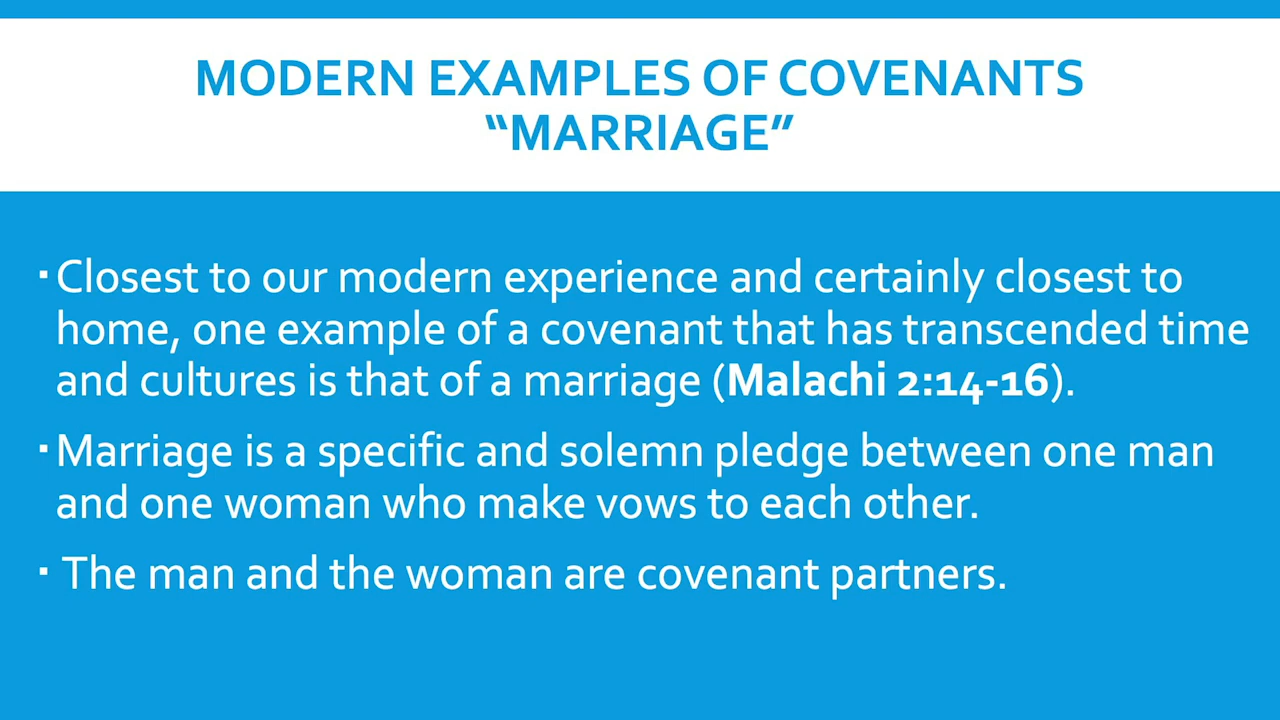 MODERN EXAMPLES OF COVENANTS
“MARRIAGE”
▪ Closest to our modern experience and certainly closest to
home, one example of a covenant that has transcended time
and cultures is that of a marriage (Malachi 2:14-16).
▪ Marriage is a specific and solemn pledge between one man
and one woman who make vows to each other.
▪ The man and the woman are covenant partners.